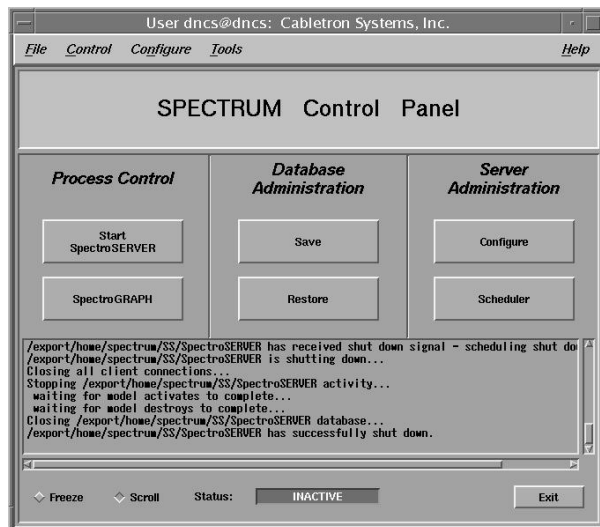 User dncs@dncs: Cabletron Systems, Inc.
File Control Configure Tools Help
SPECTRUM Control Panel
Process Control
Start
SpectroSERVER
SpectroGRAPH
Database
Administration
Save
Restore
Server
Administration
Configure
Scheduler
/export/home/spectrum/SS/SpectroSERVER has received shut down signal - scheduling shut do
/export/home/spectrum/SS/SpectroSERVER is shutting down...
Closing all client connections...
Stopping /export/home/spectrum/SS/SpectroSERVER activity...
waiting for model activates to complete...
waiting for model destroys to complete...
Closing /export/home/spectrum/SS/SpectroSERVER database...
/export/home/spectrum/SS/SpectroSERVER has successfully shut down.
Freeze Scroll Status: INACTIVE Exit